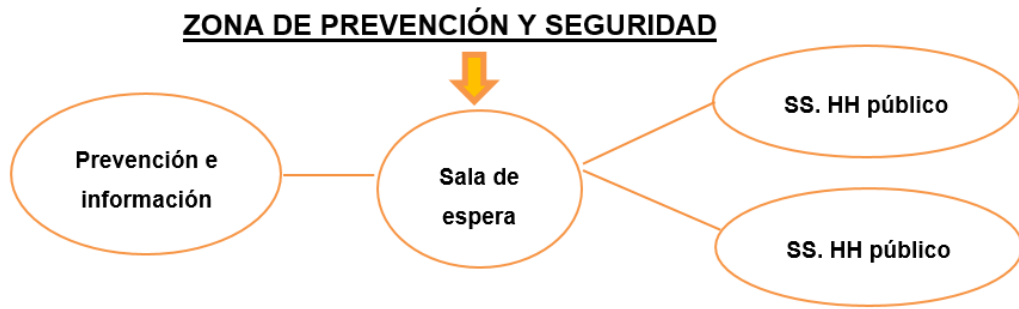 ZONA DE PREVENCIÓN Y SEGURIDAD
Prevención e
información
Sala de
espera
SS. HH público
SS. HH público